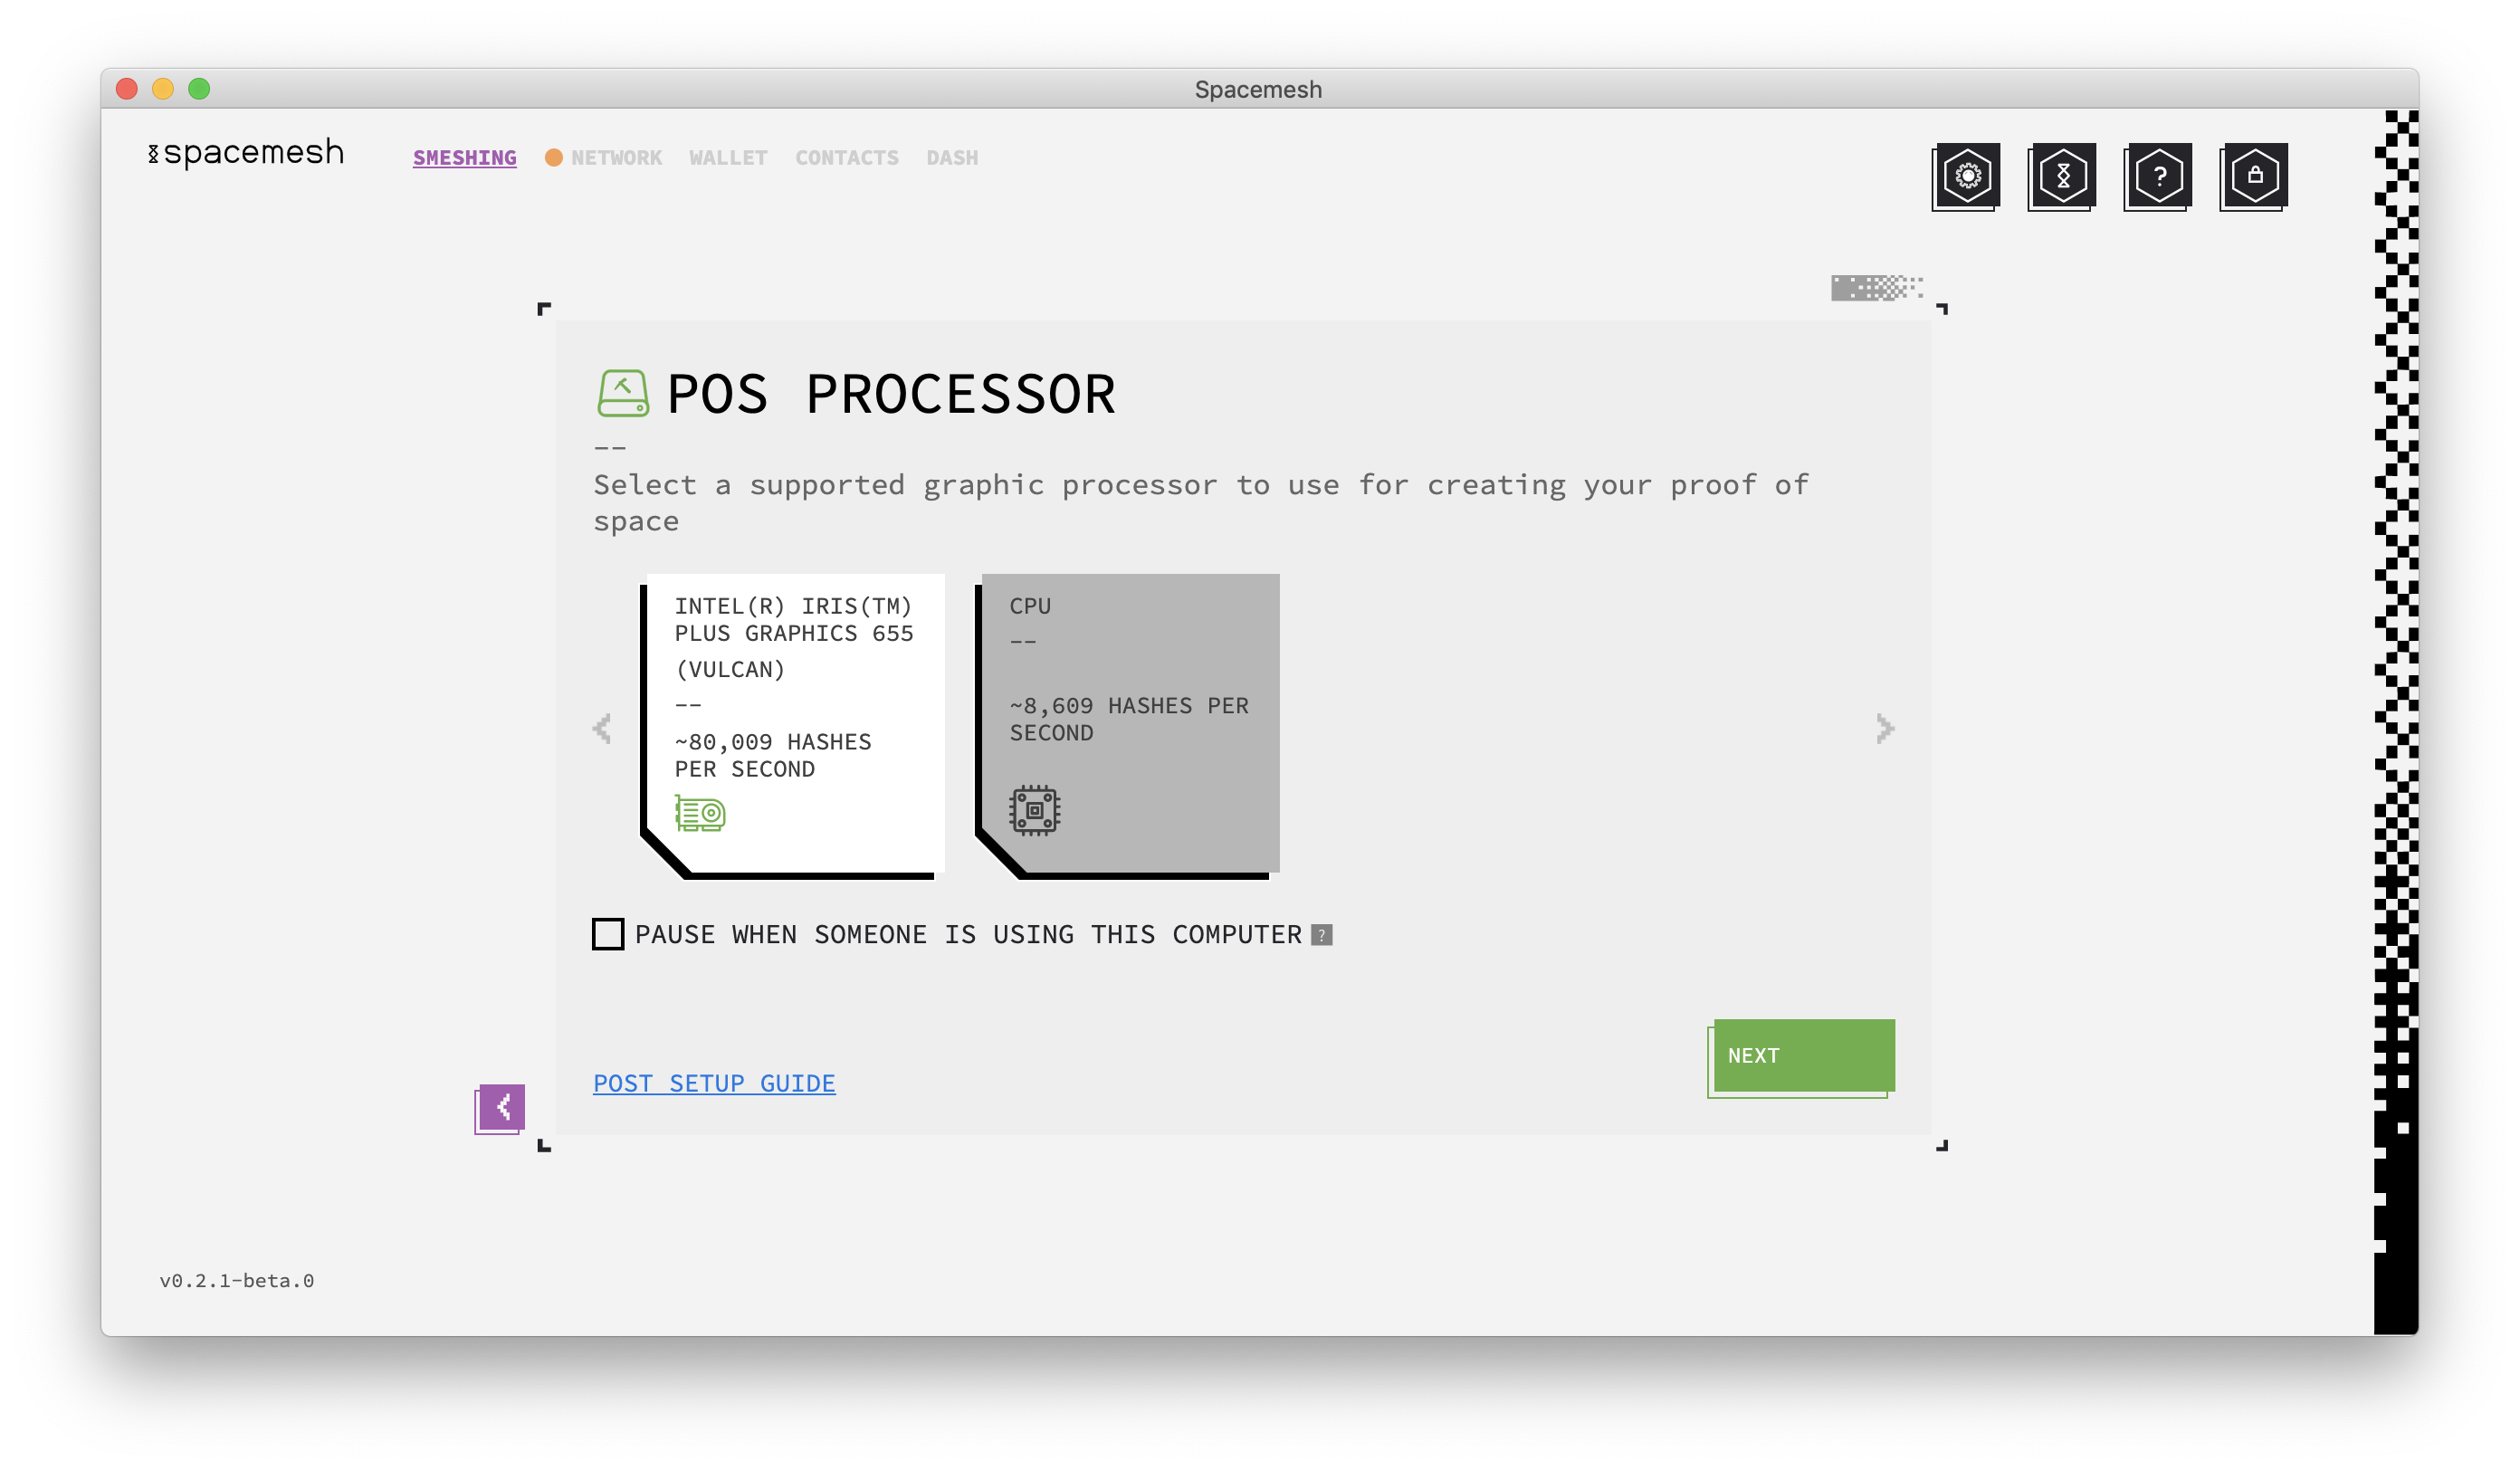 Spacemesh
spacemesh
SMESHING NETWORK WALLET CONTACTS DASH
?
POS PROCESSOR
--
Select a supported graphic processor to use for creating your proof of
space
INTEL(R) IRIS(TM)
PLUS GRAPHICS 655
(VULCAN)
--
~80,009 HASHES
PER SECOND
CPU
--
~8,609 HASHES PER
SECOND
PAUSE WHEN SOMEONE IS USING THIS COMPUTER ?
NEXT
POST SETUP GUIDE
v0.2.1-beta.0